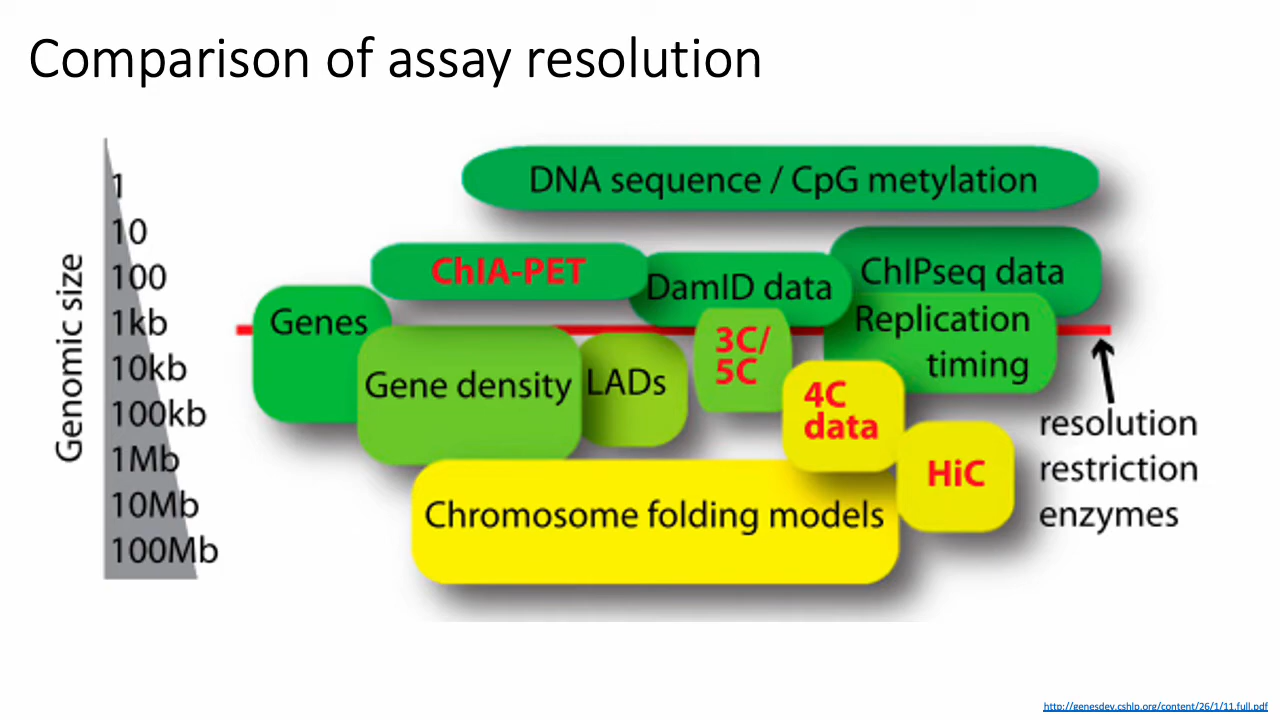 Comparison of assay resolution
Genomic size
1
10
100
1kb
10kb
100kb
1Mb
10Mb
100Mb
DNA sequence / CpG metylation
ChIA-PET
DamID data
ChIPseq data
Genes
Replication
timing
Gene density
LADs
3C/
5C
4C
data
HiC
Chromosome folding models
resolution
restriction
enzymes
http://genesdev.cshlp.org/content/26/1/11.full.pdf